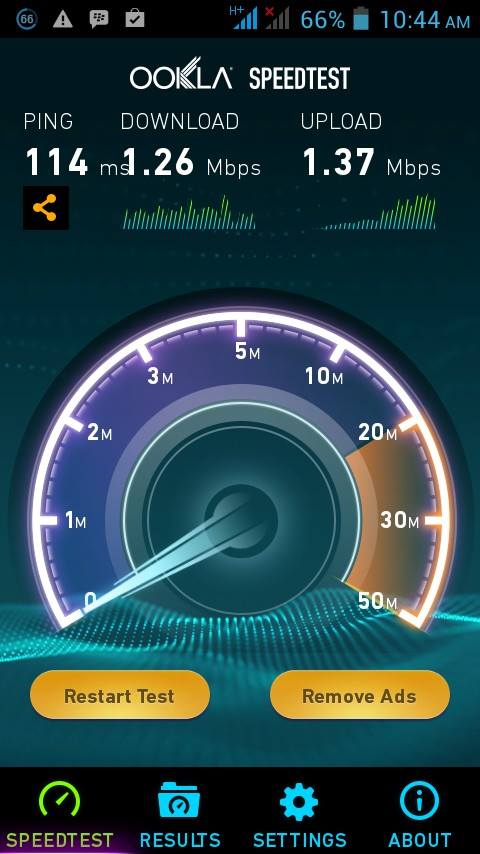 66 H+ 66% 10:44 AM
OOKLA SPEEDTEST
PING DOWNLOAD UPLOAD
114 ms 1.26 Mbps 1.37 Mbps
5M
3M 10M
2M 20M
1M 30M
0 50M
Restart Test Remove Ads
SPEEDTEST RESULTS SETTINGS ABOUT